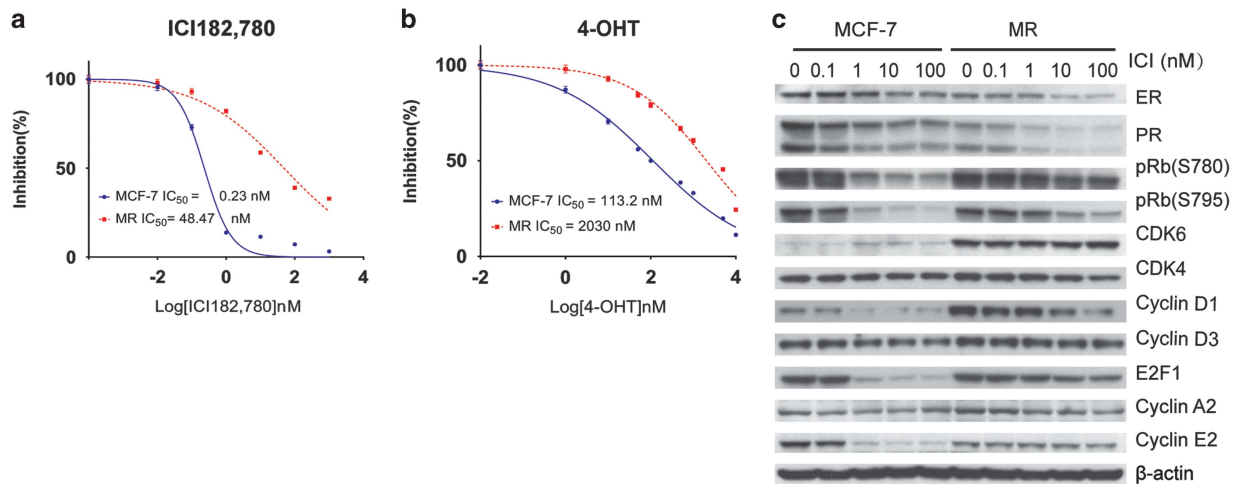 a
ICI182,780
100
50
0
Inhibition(%)
MCF-7 IC50 = 0.23 nM
MR IC50= 48.47 nM
-2 0 2 4
Log[ICI182,780]nM
b
4-OHT
100
50
0
Inhibition(%)
MCF-7 IC50 = 113.2 nM
MR IC50 = 2030 nM
-2 0 2 4
Log[4-OHT]nM
c
MCF-7 MR
0 0.1 1 10 100 0 0.1 1 10 100 ICI (nM)
ER
PR
pRb(S780)
pRb(S795)
CDK6
CDK4
Cyclin D1
Cyclin D3
E2F1
Cyclin A2
Cyclin E2
β-actin